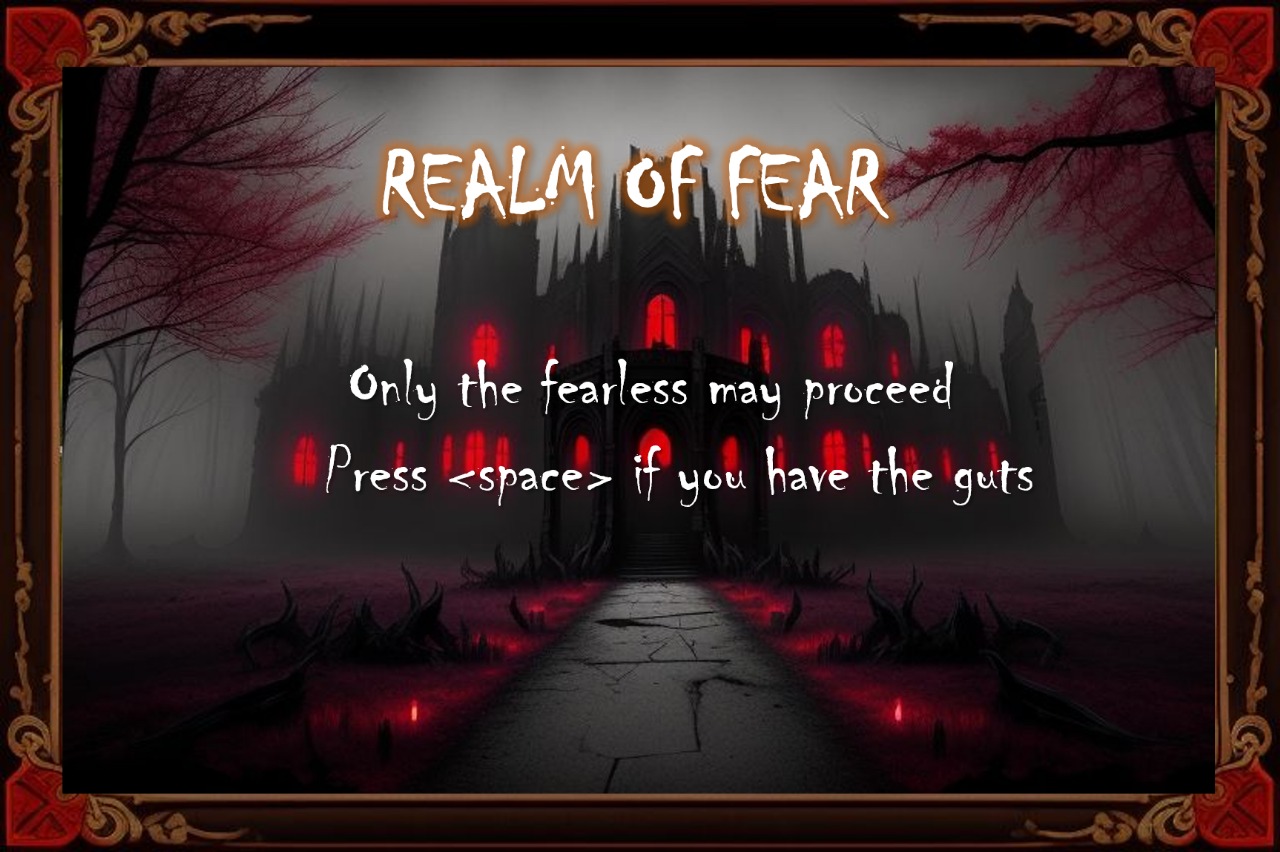 REALM OF FEAR
Only the fearless may proceed
Press <space> if you have the guts